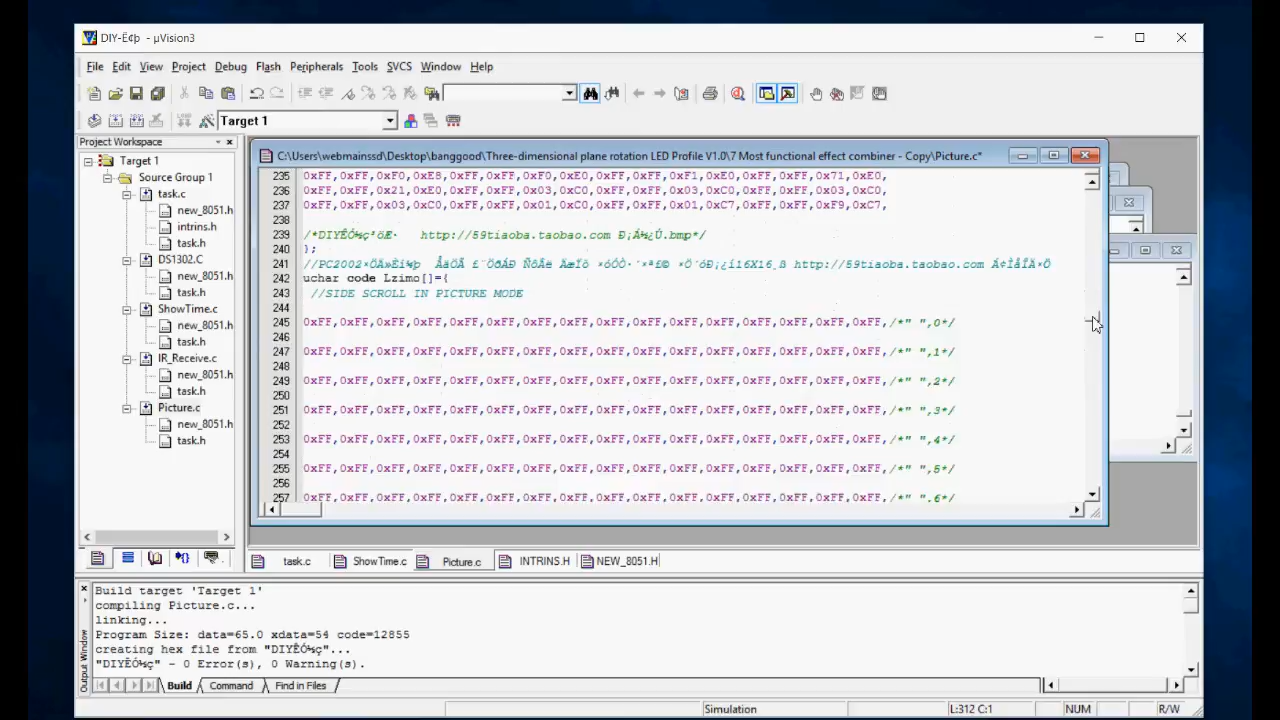 DIY-Ë¢þ - µVision3
File Edit View Project Debug Flash Peripherals Tools SVCS Window Help
Target 1
Project Workspace
Target 1
Source Group 1
task.c
new_8051.h
intrins.h
task.h
DS1302.C
new_8051.h
task.h
ShowTime.c
new_8051.h
task.h
IR_Receive.c
new_8051.h
task.h
Picture.c
new_8051.h
task.h
C:\Users\webmainssd\Desktop\banggood\Three-dimensional plane rotation LED Profile V1.0\7 Most functional effect combiner - Copy\Picture.c*
235 0xFF,0xFF,0xF0,0xE8,0xFF,0xFF,0xF0,0xE0,0xFF,0xFF,0xF1,0xE0,0xFF,0xFF,0x71,0xE0,
236 0xFF,0xFF,0x21,0xE0,0xFF,0xFF,0x03,0xC0,0xFF,0xFF,0x03,0xC0,0xFF,0xFF,0x03,0xC0,
237 0xFF,0xFF,0x03,0xC0,0xFF,0xFF,0x01,0xC0,0xFF,0xFF,0x01,0xC7,0xFF,0xFF,0xF9,0xC7,
238
239 http://59tiaoba.taobao.com
240 };
241 http://59tiaoba.taobao.com
242 uchar code Lzimo[]={
243 //SIDE SCROLL IN PICTURE MODE
244
245 0xFF,0xFF,0xFF,0xFF,0xFF,0xFF,0xFF,0xFF,0xFF,0xFF,0xFF,0xFF,0xFF,0xFF,0xFF,0xFF,/*" ",0*/
246
247 0xFF,0xFF,0xFF,0xFF,0xFF,0xFF,0xFF,0xFF,0xFF,0xFF,0xFF,0xFF,0xFF,0xFF,0xFF,0xFF,/*" ",1*/
248
249 0xFF,0xFF,0xFF,0xFF,0xFF,0xFF,0xFF,0xFF,0xFF,0xFF,0xFF,0xFF,0xFF,0xFF,0xFF,0xFF,/*" ",2*/
250
251 0xFF,0xFF,0xFF,0xFF,0xFF,0xFF,0xFF,0xFF,0xFF,0xFF,0xFF,0xFF,0xFF,0xFF,0xFF,0xFF,/*" ",3*/
252
253 0xFF,0xFF,0xFF,0xFF,0xFF,0xFF,0xFF,0xFF,0xFF,0xFF,0xFF,0xFF,0xFF,0xFF,0xFF,0xFF,/*" ",4*/
254
255 0xFF,0xFF,0xFF,0xFF,0xFF,0xFF,0xFF,0xFF,0xFF,0xFF,0xFF,0xFF,0xFF,0xFF,0xFF,0xFF,/*" ",5*/
256
257 0xFF,0xFF,0xFF,0xFF,0xFF,0xFF,0xFF,0xFF,0xFF,0xFF,0xFF,0xFF,0xFF,0xFF,0xFF,0xFF,/*" ",6*/
task.c ShowTime.c Picture.c INTRINS.H NEW_8051.H
Output Window
Build target 'Target 1'
compiling Picture.c...
linking...
Program Size: data=65.0 xdata=54 code=12855
creating hex file from "DIYÊÓ¾ç"...
"DIYÊÓ¾ç" - 0 Error(s), 0 Warning(s).
Build Command Find in Files
Simulation L:312 C:1 NUM R/W